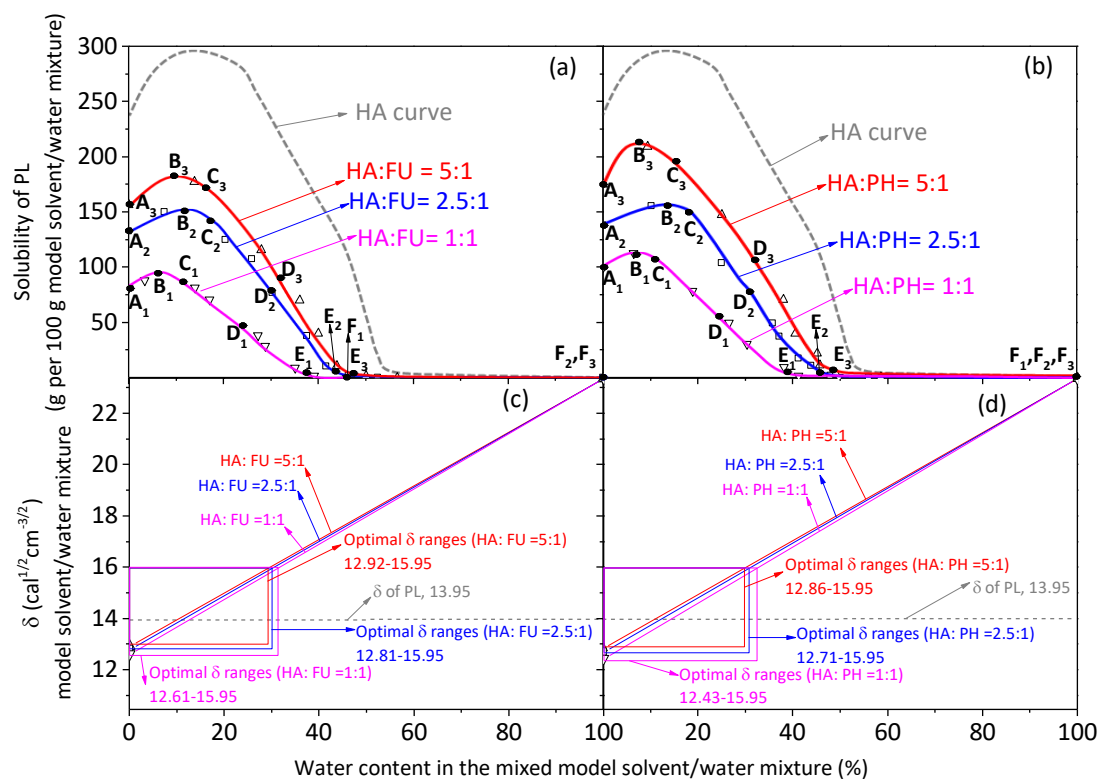 Solubility of PL
(g per 100 g model solvent/water mixture)
300
250
200
150
100
50
(a)
HA curve
HA:FU = 5:1
HA:FU= 2.5:1
HA:FU= 1:1
A3
B3
C3
D3
E3
A2
B2
C2
D2
E2
A1
B1
C1
D1
E1
F1
F2,F3
(b)
HA curve
HA:PH= 5:1
HA:PH= 2.5:1
HA:PH= 1:1
A3
B3
C3
D3
E3
A2
B2
C2
D2
E2
A1
B1
C1
D1
E1
F1,F2,F3
δ (cal1/2cm-3/2)
model solvent/water mixture
22
20
18
16
14
12
(c)
HA: FU =5:1
HA: FU =2.5:1
HA: FU =1:1
Optimal δ ranges (HA: FU =5:1)
12.92-15.95
δ of PL, 13.95
Optimal δ ranges (HA: FU =2.5:1)
12.81-15.95
Optimal δ ranges (HA: FU =1:1)
12.61-15.95
0
20
40
60
80
100
(d)
HA: PH =5:1
HA: PH =2.5:1
HA: PH =1:1
Optimal δ ranges (HA: PH =5:1)
12.86-15.95
δ of PL, 13.95
Optimal δ ranges (HA: PH =2.5:1)
12.71-15.95
Optimal δ ranges (HA: PH =1:1)
12.43-15.95
20
40
60
80
100
Water content in the mixed model solvent/water mixture (%)